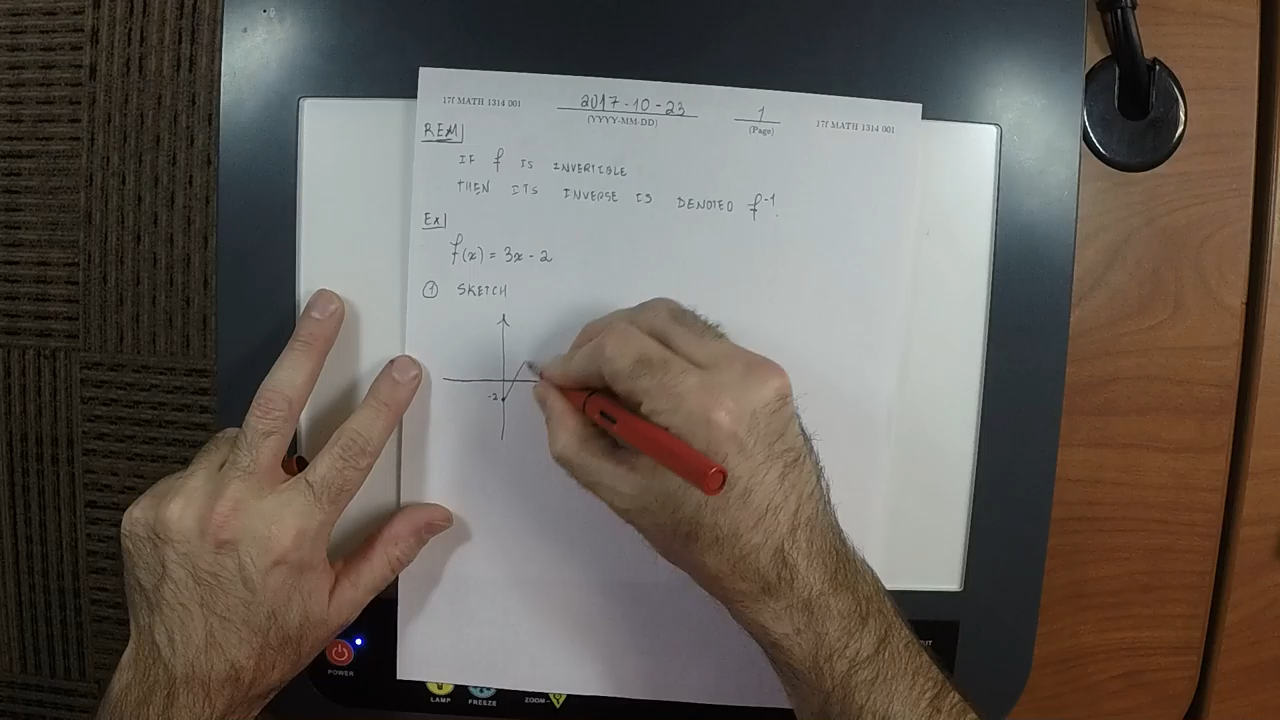 17f MATH 1314 001 2017-10-23 1 17f MATH 1314 001
(YYYY-MM-DD) (Page)
REM
IF f IS INVERTIBLE
THEN ITS INVERSE IS DENOTED f⁻¹.
Ex
f(x) = 3x - 2
① SKETCH
-2
POWER
LAMP FREEZE ZOOM